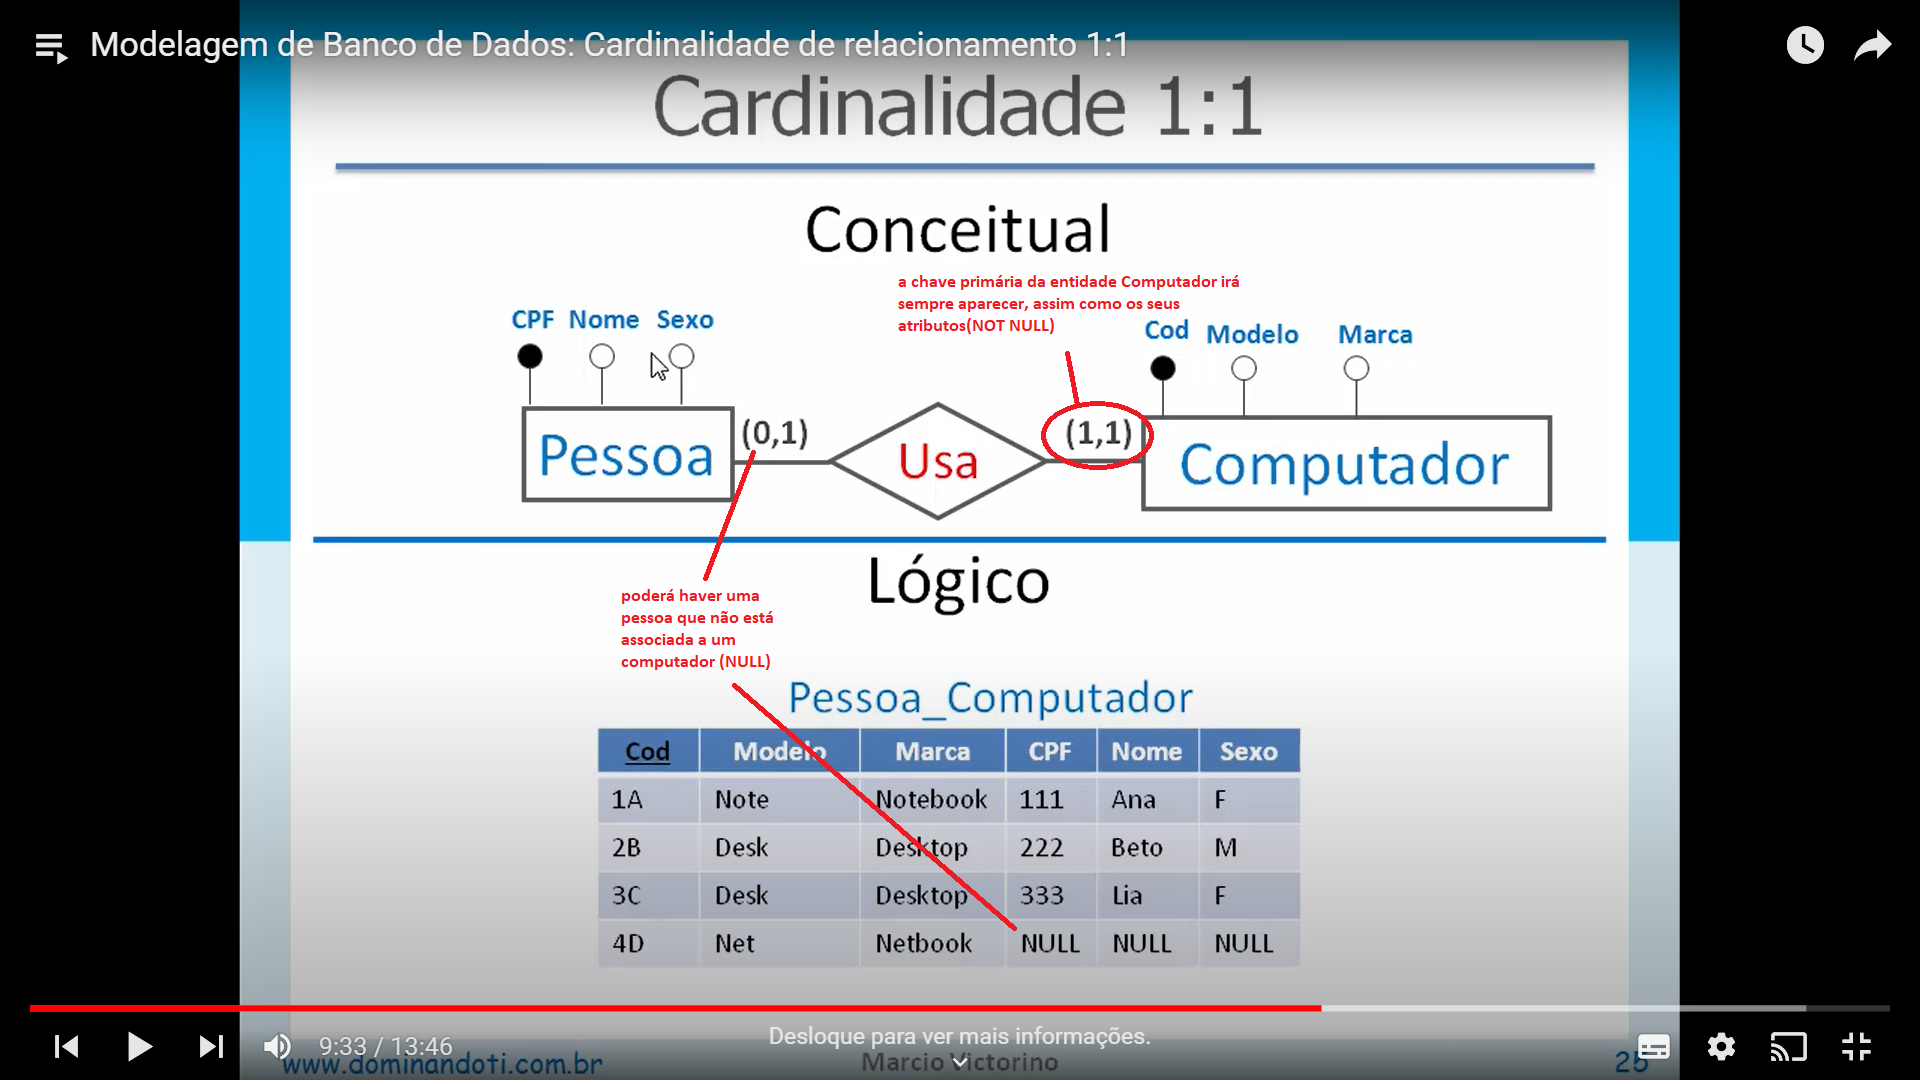 Modelagem de Banco de Dados: Cardinalidade de relacionamento 1:1
Cardinalidade 1:1
Conceitual
a chave primária da entidade Computador irá
sempre aparecer, assim como os seus
atributos(NOT NULL)
CPF Nome Sexo
Cod Modelo Marca
Pessoa
(0,1)
Usa
(1,1)
Computador
Lógico
poderá haver uma
pessoa que não está
associada a um
computador (NULL)
Pessoa_Computador
Cod Modelo Marca CPF Nome Sexo
1A Note Notebook 111 Ana F
2B Desk Desktop 222 Beto M
3C Desk Desktop 333 Lia F
4D Net Netbook NULL NULL NULL
9:33 / 13:46
Desloque para ver mais informações.
www.dominandoti.com.br
Marcio Victorino
25